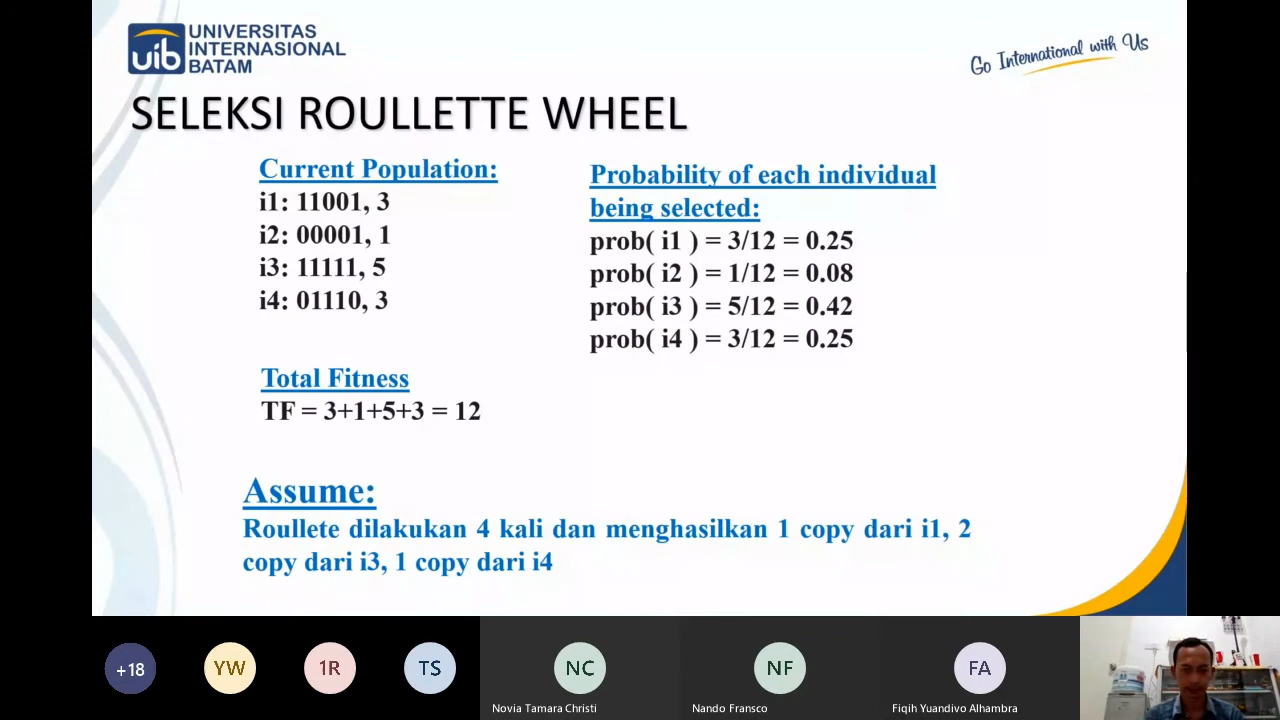 uib
UNIVERSITAS
INTERNASIONAL
BATAM
Go International with Us
SELEKSI ROULLETTE WHEEL
Current Population:
i1: 11001, 3
i2: 00001, 1
i3: 11111, 5
i4: 01110, 3
Total Fitness
TF = 3+1+5+3 = 12
Probability of each individual
being selected:
prob( i1 ) = 3/12 = 0.25
prob( i2 ) = 1/12 = 0.08
prob( i3 ) = 5/12 = 0.42
prob( i4 ) = 3/12 = 0.25
Assume:
Roullete dilakukan 4 kali dan menghasilkan 1 copy dari i1, 2
copy dari i3, 1 copy dari i4
+18
YW
1R
TS
NC
NF
FA
Novia Tamara Christi
Nando Fransco
Fiqih Yuandivo Alhambra